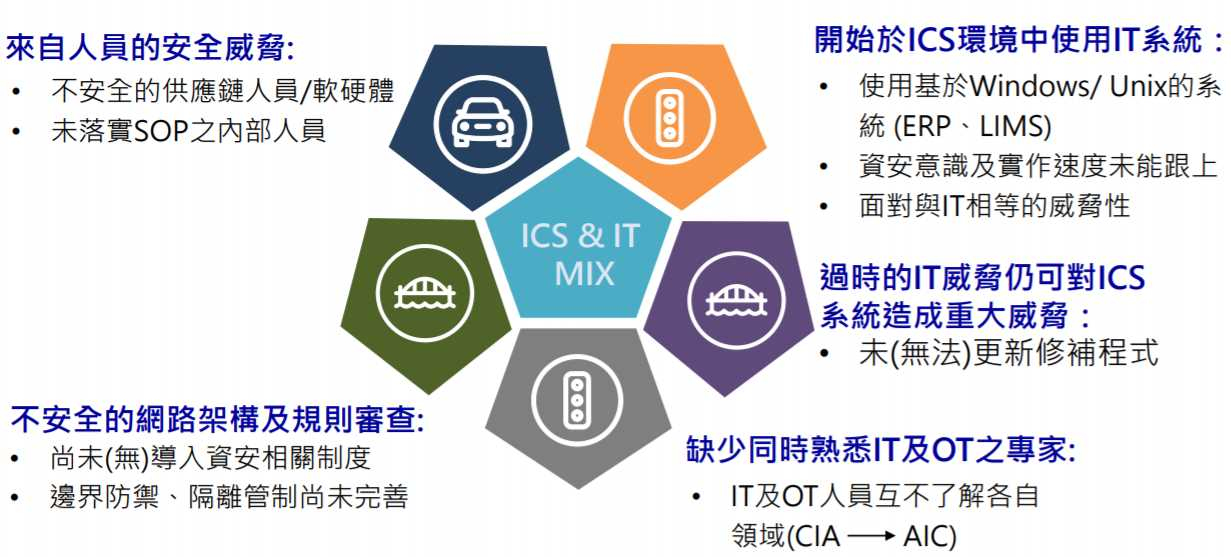 來自人員的安全威脅:
• 不安全的供應鏈人員/軟硬體
• 未落實SOP之內部人員
開始於ICS環境中使用IT系統：
• 使用基於Windows/ Unix的系
統 (ERP、LIMS)
• 資安意識及實作速度未能跟上
• 面對與IT相等的威脅性
ICS & IT
MIX
過時的IT威脅仍可對ICS
系統造成重大威脅：
• 未(無法)更新修補程式
不安全的網路架構及規則審查:
• 尚未(無)導入資安相關制度
• 邊界防禦、隔離管制尚未完善
缺少同時熟悉IT及OT之專家:
• IT及OT人員互不了解各自
領域(CIA ⟶ AIC)